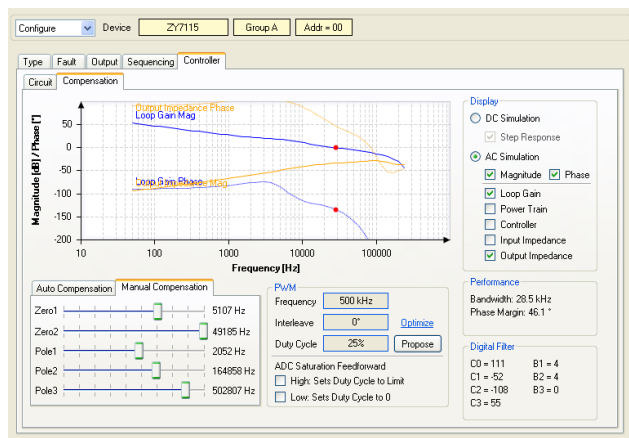 Configure Device ZY7115 Group A Addr = 00
Type Fault Output Sequencing Controller
Circuit Compensation
Output Impedance Phase
Loop Gain Mag
Loop Gain Phase
Mag
Magnitude [dB] / Phase [°]
50
0
-50
-100
-150
-200
10 100 1000 10000 100000
Frequency [Hz]
Display
DC Simulation
Step Response
AC Simulation
Magnitude Phase
Loop Gain
Power Train
Controller
Input Impedance
Output Impedance
Auto Compensation Manual Compensation
Zero1 5107 Hz
Zero2 49185 Hz
Pole1 2052 Hz
Pole2 164858 Hz
Pole3 502807 Hz
PWM
Frequency 500 kHz
Interleave 0° Optimize
Duty Cycle 25% Propose
ADC Saturation Feedforward
High: Sets Duty Cycle to Limit
Low: Sets Duty Cycle to 0
Performance
Bandwidth: 28.5 kHz
Phase Margin: 46.1 °
Digital Filter
C0 = 111 B1 = 4
C1 = -52 B2 = 4
C2 = -108 B3 = 0
C3 = 55